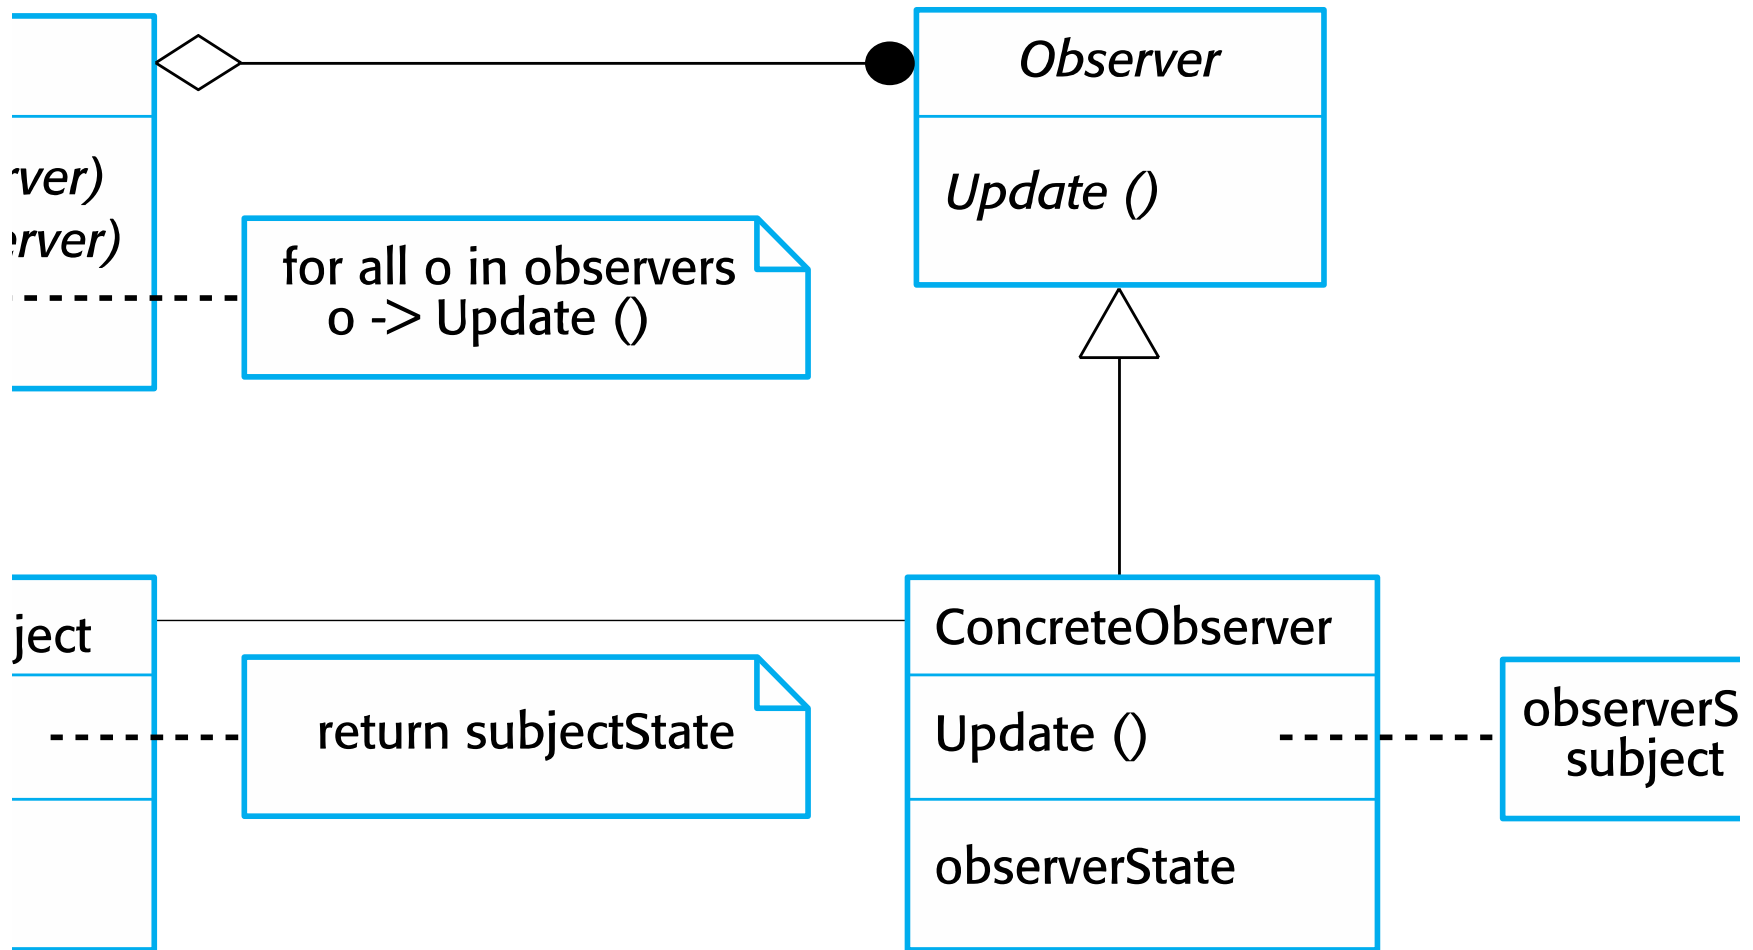 Observer
Update ()
rver)
erver)
for all o in observers
o -> Update ()
ject
return subjectState
ConcreteObserver
Update ()
observerState
observerS
subject